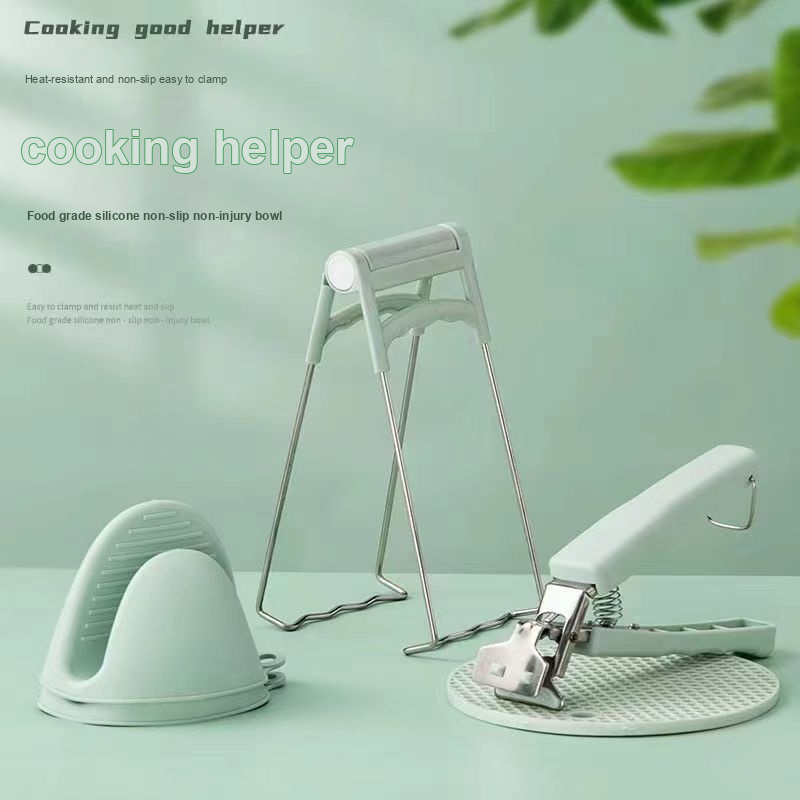 Cooking good helper
Heat-resistant and non-slip easy to clamp
cooking helper
Food grade silicone non-slip non-injury bowl
Easy to clamp and resist heat and slip
Food grade silicone non - slip non - injury bowl